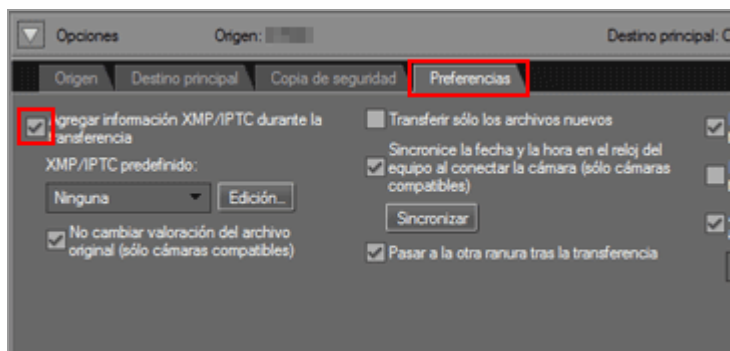 Opciones
Origen:
Destino principal: C
Origen
Destino principal
Copia de seguridad
Preferencias
Agregar información XMP/IPTC durante la
transferencia
XMP/IPTC predefinido:
Ninguna
Edición...
No cambiar valoración del archivo
original (sólo cámaras compatibles)
Transferir sólo los archivos nuevos
Sincronice la fecha y la hora en el reloj del
equipo al conectar la cámara (sólo cámaras
compatibles)
Sincronizar
Pasar a la otra ranura tras la transferencia